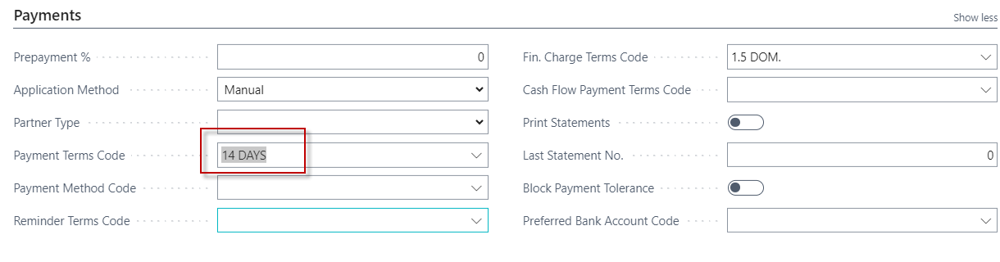 Payments
Show less
Prepayment % 0
Application Method Manual
Partner Type
Payment Terms Code 14 DAYS
Payment Method Code
Reminder Terms Code
Fin. Charge Terms Code 1.5 DOM.
Cash Flow Payment Terms Code
Print Statements
Last Statement No. 0
Block Payment Tolerance
Preferred Bank Account Code